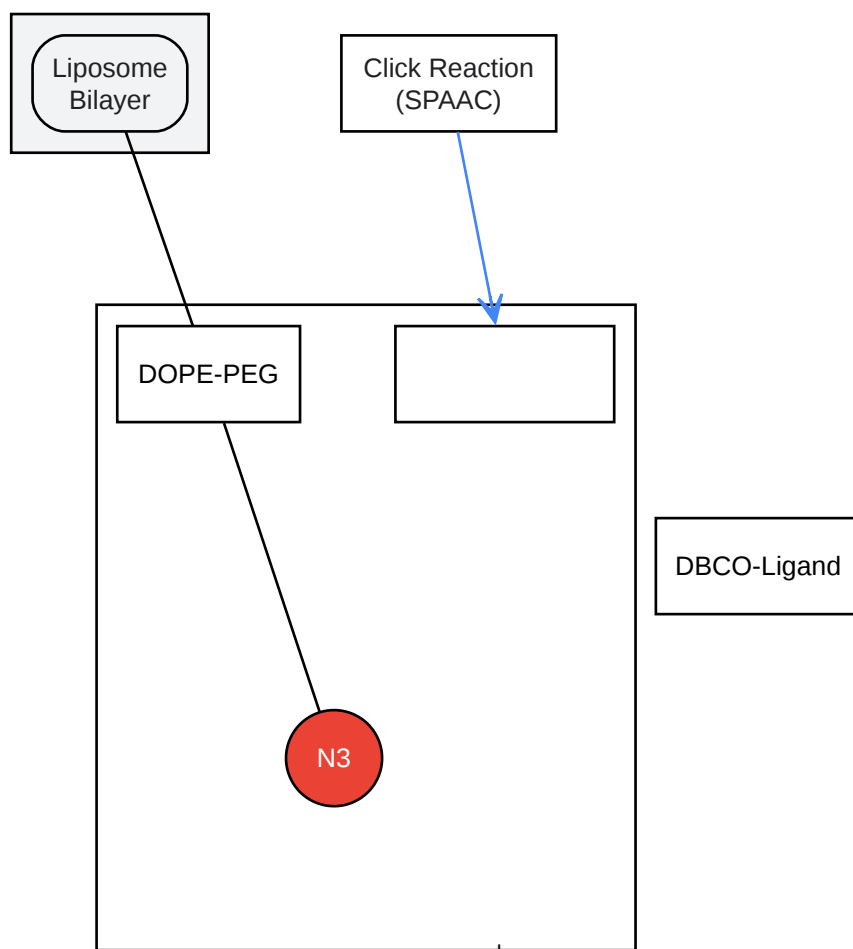 Liposome
Bilayer
Click Reaction
(SPAAC)
DOPE-PEG
DBCO-Ligand
N3